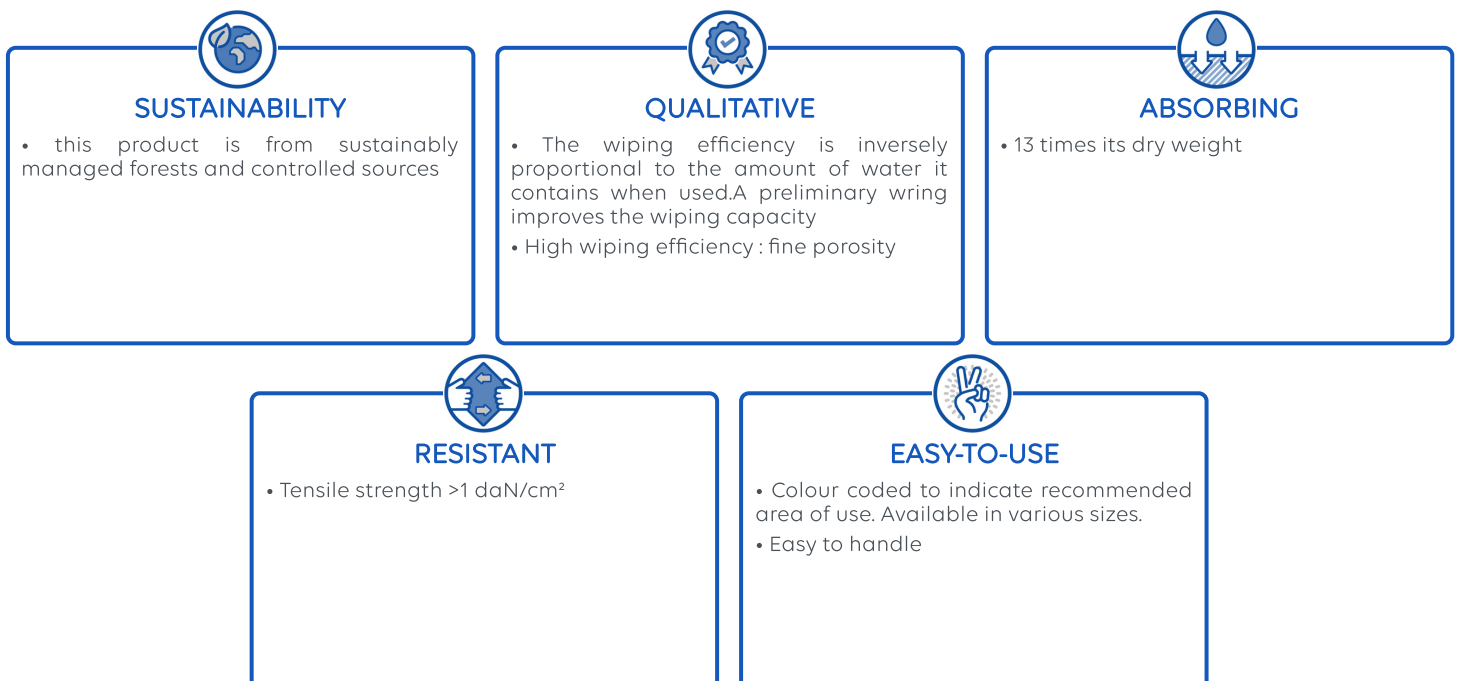 SUSTAINABILITY
• this product is from sustainably
managed forests and controlled sources
QUALITATIVE
• The wiping efficiency is inversely
proportional to the amount of water it
contains when used.A preliminary wring
improves the wiping capacity
• High wiping efficiency : fine porosity
ABSORBING
• 13 times its dry weight
RESISTANT
• Tensile strength >1 daN/cm²
EASY-TO-USE
• Colour coded to indicate recommended
area of use. Available in various sizes.
• Easy to handle